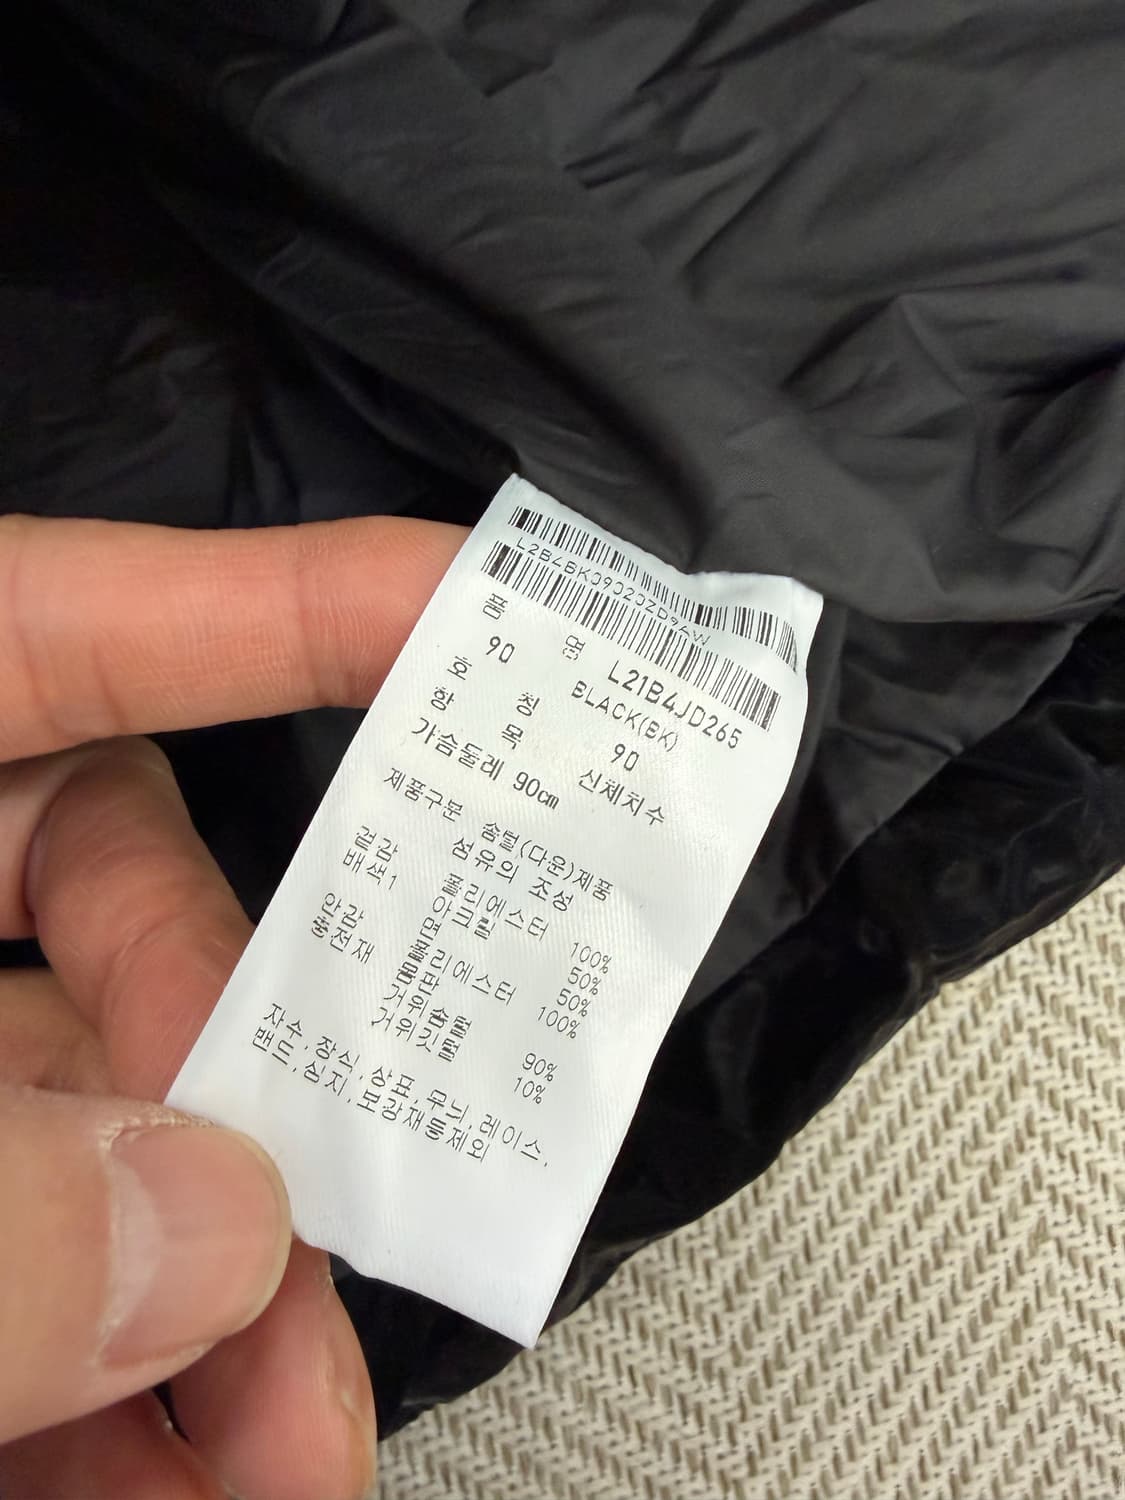 품 명 L21B4JD265
90 BLACK(BK)
호 칭 90
항 목 신체치수
가슴둘레 90cm
제품구분 솜털(다운)제품
섬유의 조성
겉감 폴리에스터 100%
배색1 아크릴 50%
면 50%
안감 폴리에스터 100%
충전재 몸판
거위솜털 90%
거위깃털 10%
자수, 장식, 상표, 무늬, 레이스,
밴드, 심지, 보강재등제외